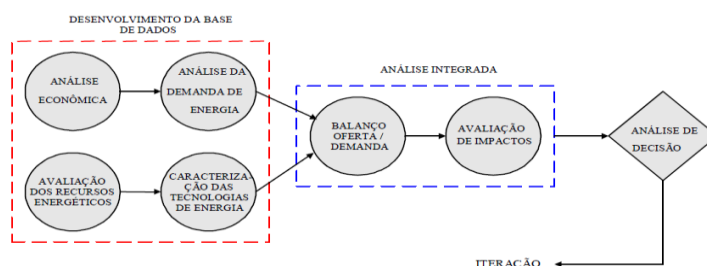 DESENVOLVIMENTO DA BASE
DE DADOS
ANÁLISE
ECONÔMICA
ANÁLISE DA
DEMANDA DE
ENERGIA
AVALIAÇÃO
DOS RECURSOS
ENERGÉTICOS
CARACTERIZA-
ÇÃO DAS
TECNOLOGIAS
DE ENERGIA
ANÁLISE INTEGRADA
BALANÇO
OFERTA /
DEMANDA
AVALIAÇÃO
DE IMPACTOS
ANÁLISE DE
DECISÃO
ITERAÇÃO